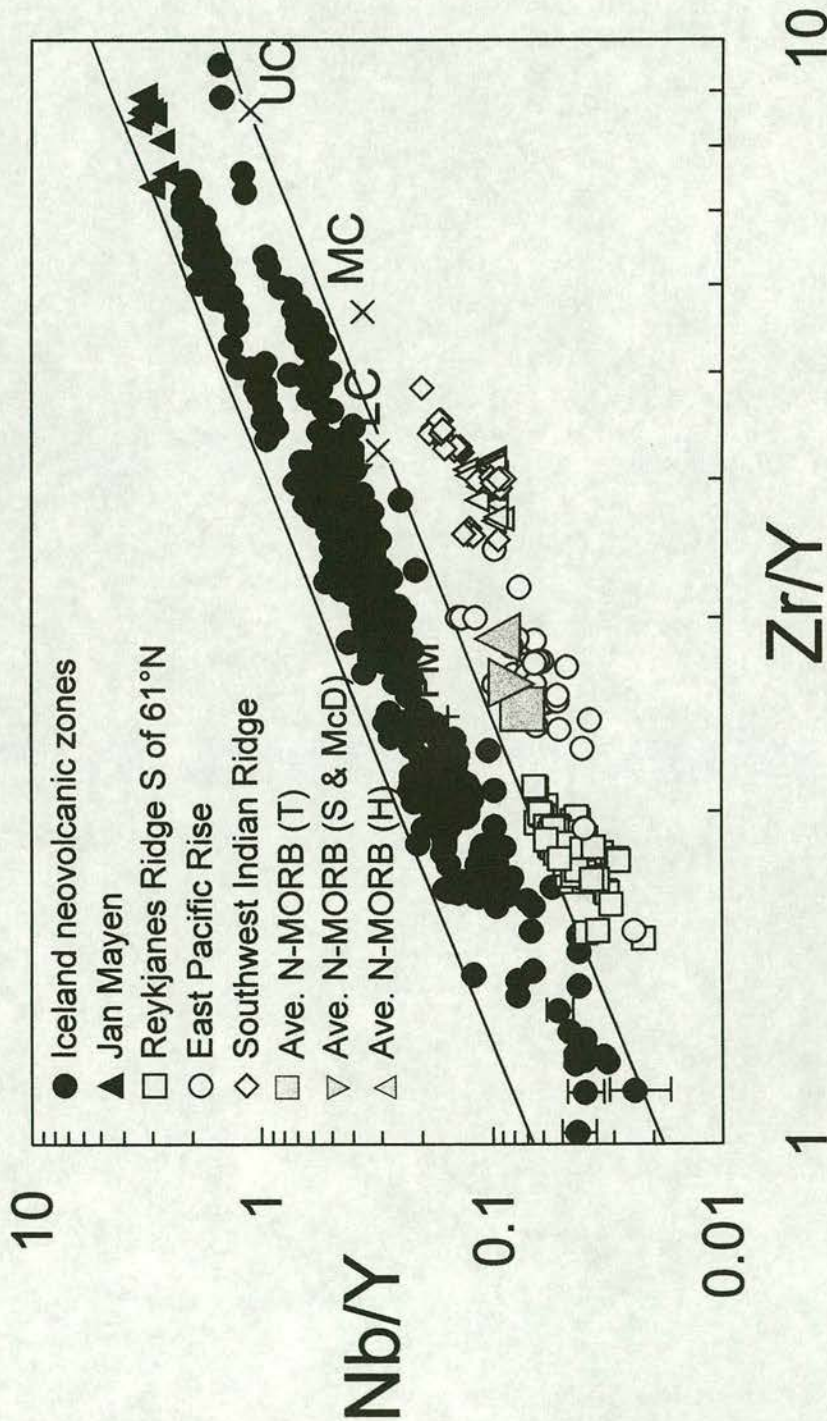 10
1
0.1
0.01
Nb/Y
Iceland neovolcanic zones
Jan Mayen
Reykjanes Ridge S of 61°N
East Pacific Rise
Southwest Indian Ridge
Ave. N-MORB (T)
Ave. N-MORB (S & McD)
Ave. N-MORB (H)
UC
MC
LC
PM
1
10
Zr/Y